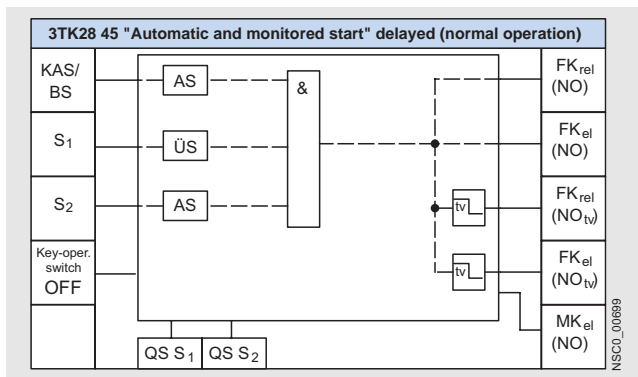 3TK28 45 "Automatic and monitored start" delayed (normal operation)
KAS/
BS
AS
&
FKrel
(NO)
S1
ÜS
FKel
(NO)
S2
AS
tv
FKrel
(NOtv)
Key-oper.
switch
OFF
tv
FKel
(NOtv)
MKel
(NO)
QS S1
QS S2
NSC0_00699